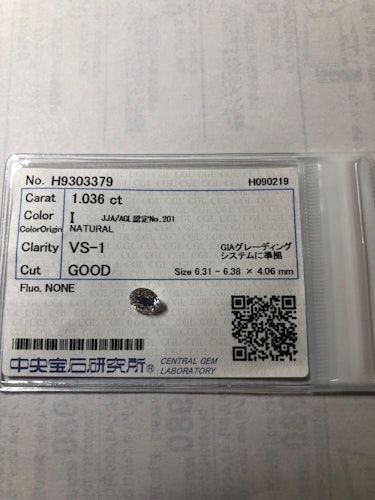 No. H9303379 H090219
Carat 1.036 ct
Color I JJA/AGL認定No.201
ColorOrigin NATURAL
Clarity VS-1 GIAグレーディング
システムに準拠
Cut GOOD Size 6.31 - 6.38 × 4.06 mm
Fluo. NONE
中央宝石研究所® CENTRAL GEM
LABORATORY